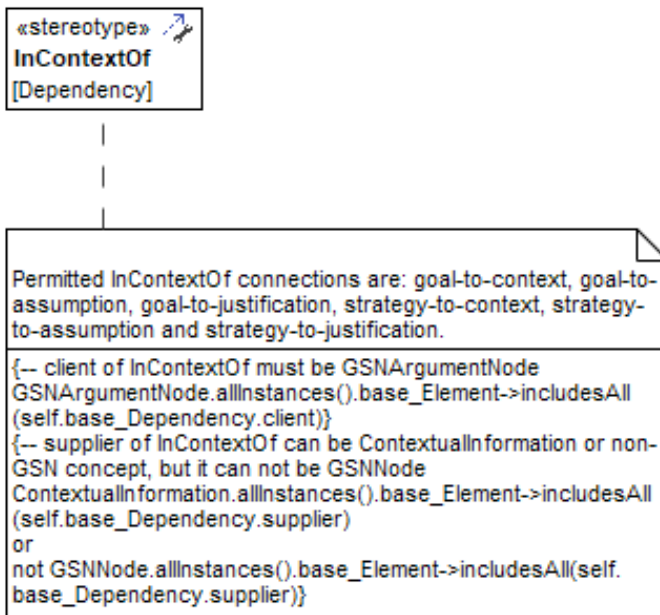 «stereotype»
InContextOf
[Dependency]
Permitted InContextOf connections are: goal-to-context, goal-to-
assumption, goal-to-justification, strategy-to-context, strategy-
to-assumption and strategy-to-justification.
{-- client of InContextOf must be GSNArgumentNode
GSNArgumentNode.allInstances().base_Element->includesAll
(self.base_Dependency.client)}
{-- supplier of InContextOf can be ContextualInformation or non-
GSN concept, but it can not be GSNNode
ContextualInformation.allInstances().base_Element->includesAll
(self.base_Dependency.supplier)
or
not GSNNode.allInstances().base_Element->includesAll(self.
base_Dependency.supplier)}